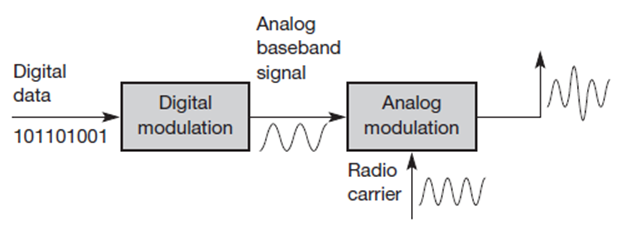 Digital
data
101101001
Digital
modulation
Analog
baseband
signal
Analog
modulation
Radio
carrier